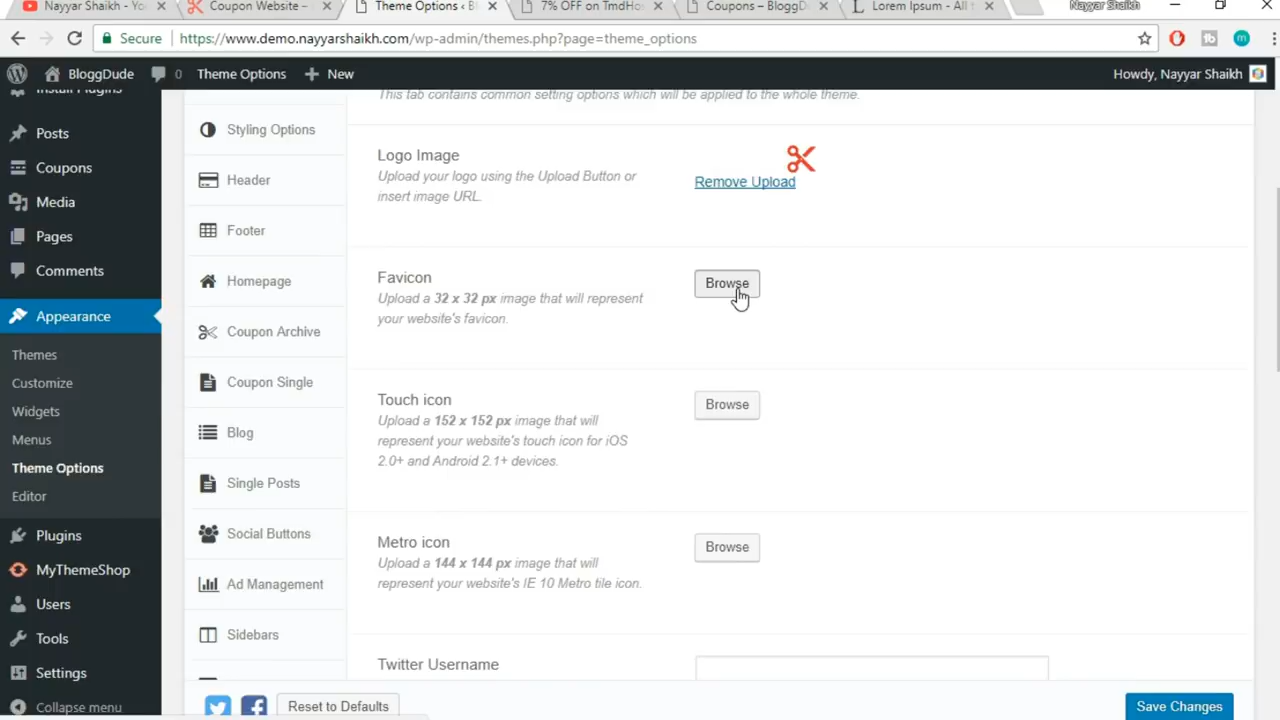 Nayyar Shaikh - Yo
Coupon Website –
Theme Options ‹ Bl
7% OFF on TmdHos
Coupons – BloggD
Lorem Ipsum - All t
Nayyar Shaikh
Secure
https://www.demo.nayyarshaikh.com/wp-admin/themes.php?page=theme_options
BloggDude
0
Theme Options
New
Howdy, Nayyar Shaikh
Install Plugins
Posts
Coupons
Media
Pages
Comments
Appearance
Themes
Customize
Widgets
Menus
Theme Options
Editor
Plugins
MyThemeShop
Users
Tools
Settings
Collapse menu
Styling Options
Header
Footer
Homepage
Coupon Archive
Coupon Single
Blog
Single Posts
Social Buttons
Ad Management
Sidebars
This tab contains common setting options which will be applied to the whole theme.
Logo Image
Upload your logo using the Upload Button or
insert image URL.
Remove Upload
Favicon
Upload a 32 x 32 px image that will represent
your website's favicon.
Browse
Touch icon
Upload a 152 x 152 px image that will
represent your website's touch icon for iOS
2.0+ and Android 2.1+ devices.
Browse
Metro icon
Upload a 144 x 144 px image that will
represent your website's IE 10 Metro tile icon.
Browse
Twitter Username
Reset to Defaults
Save Changes